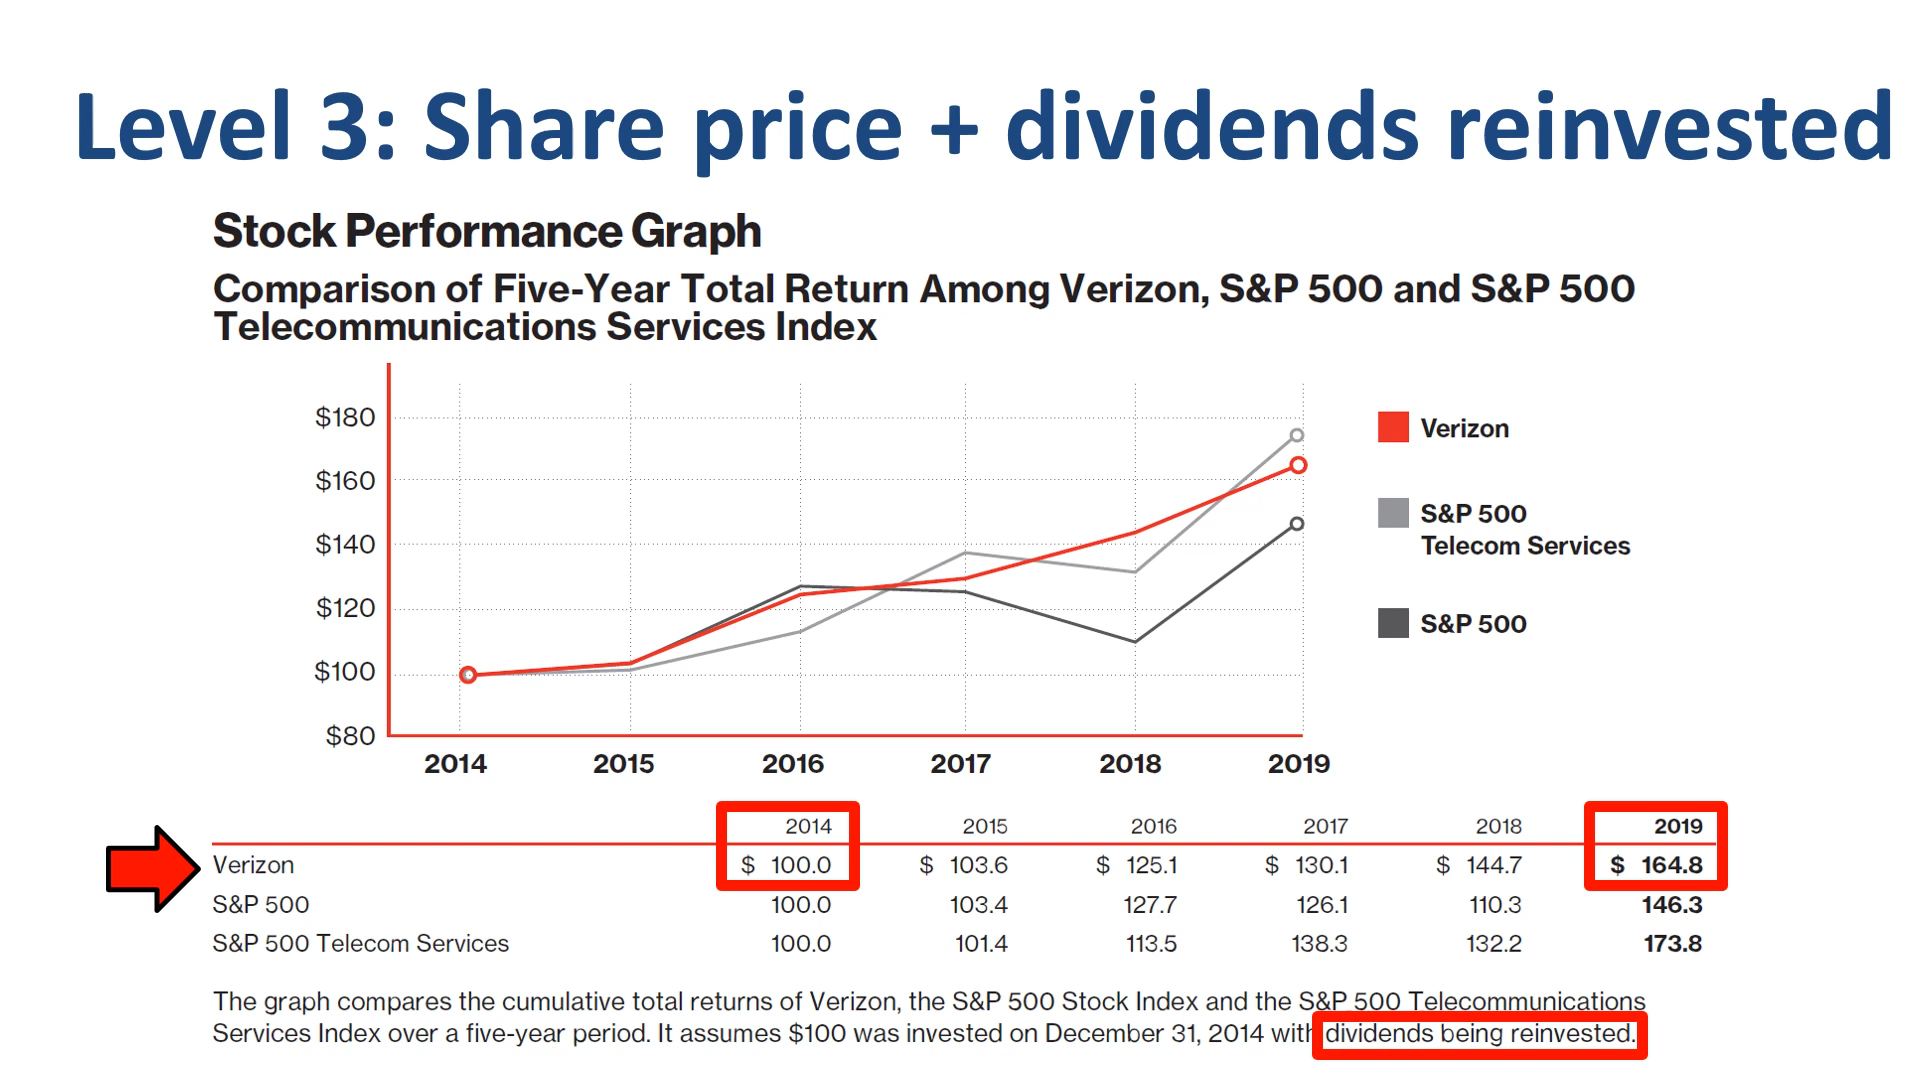 Level 3: Share price + dividends reinvested
Stock Performance Graph
Comparison of Five-Year Total Return Among Verizon, S&P 500 and S&P 500
Telecommunications Services Index
$180
$160
$140
$120
$100
$80
2014 2015 2016 2017 2018 2019
Verizon
S&P 500
Telecom Services
S&P 500
2014 2015 2016 2017 2018 2019
Verizon $ 100.0 $ 103.6 $ 125.1 $ 130.1 $ 144.7 $ 164.8
S&P 500 100.0 103.4 127.7 126.1 110.3 146.3
S&P 500 Telecom Services 100.0 101.4 113.5 138.3 132.2 173.8
The graph compares the cumulative total returns of Verizon, the S&P 500 Stock Index and the S&P 500 Telecommunications
Services Index over a five-year period. It assumes $100 was invested on December 31, 2014 with dividends being reinvested.